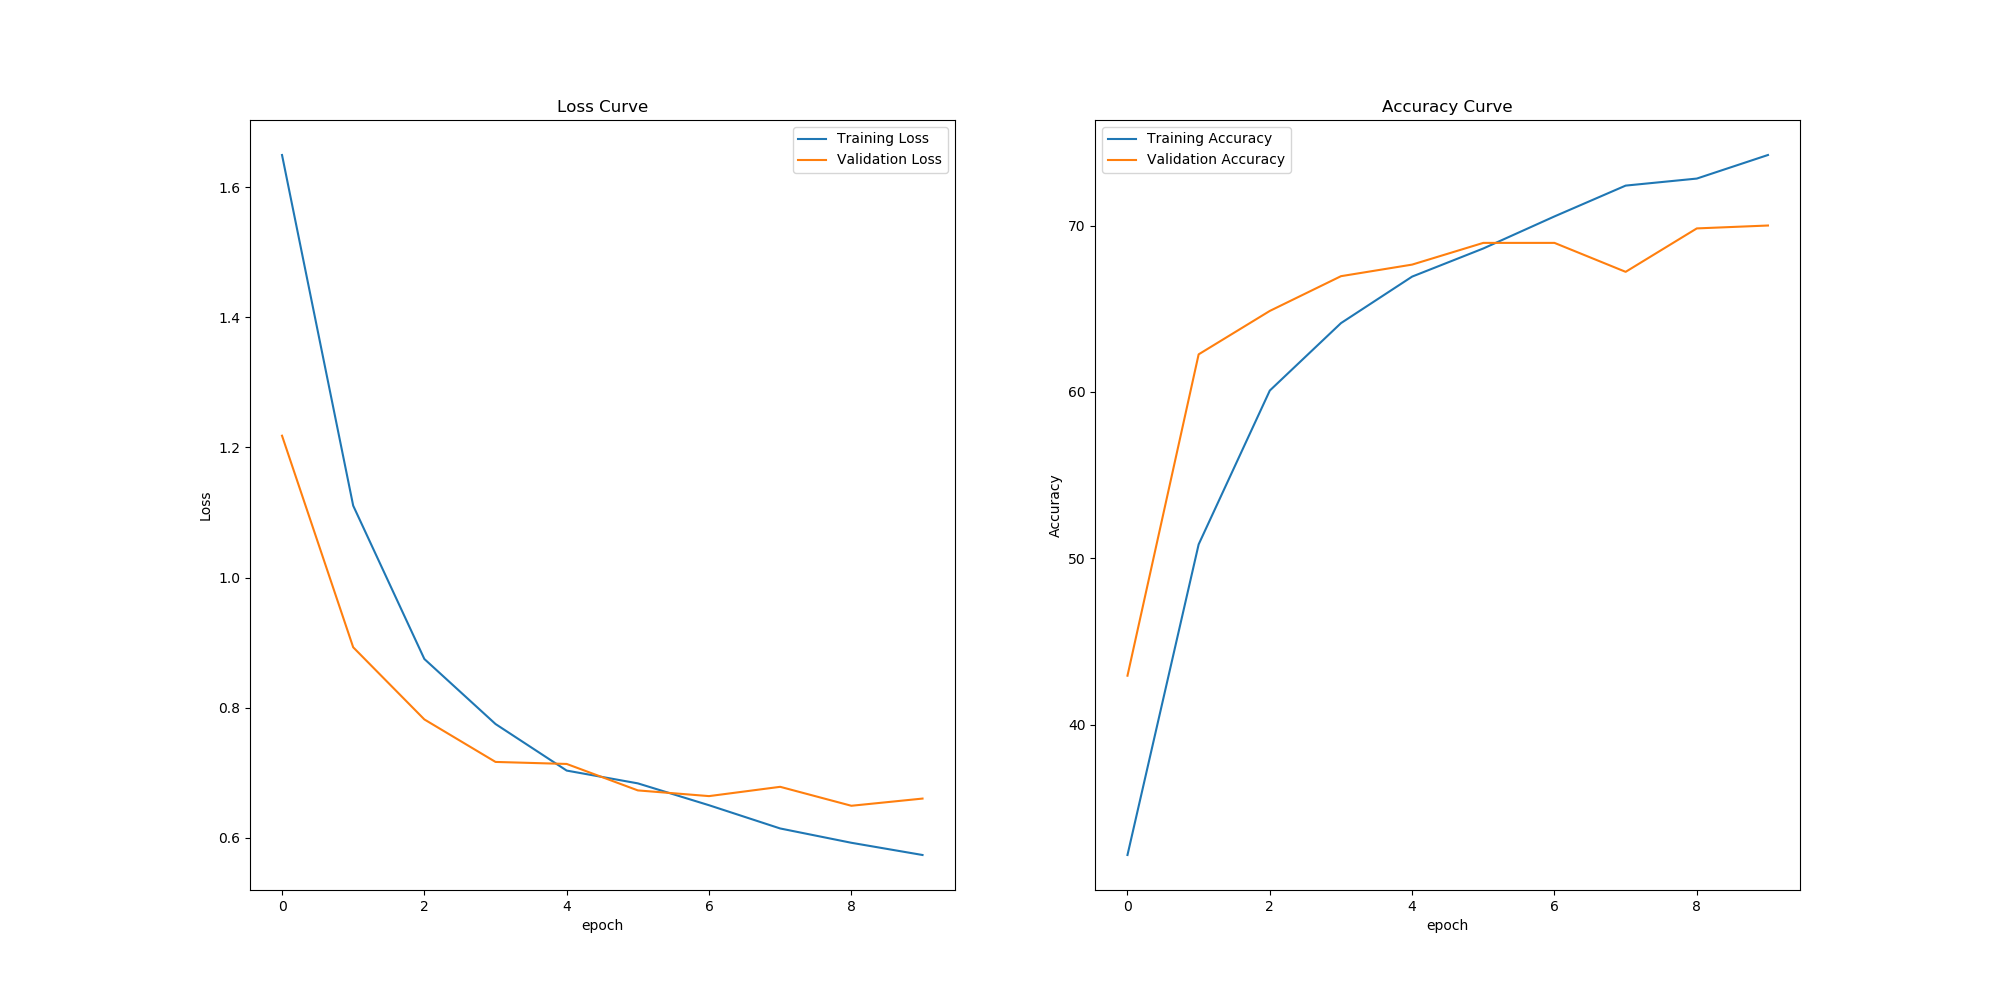 Loss Curve
Training Loss
Validation Loss
1.6
1.4
1.2
1.0
0.8
0.6
Loss
0 2 4 6 8
epoch
Accuracy Curve
Training Accuracy
Validation Accuracy
70
60
50
40
Accuracy
0 2 4 6 8
epoch